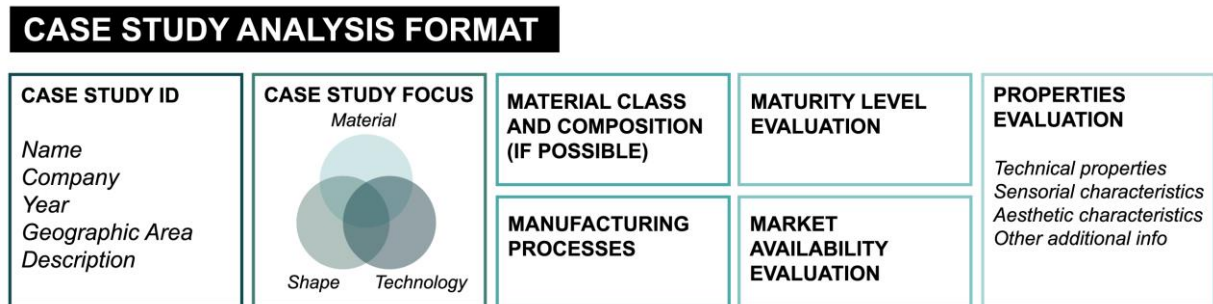 CASE STUDY ANALYSIS FORMAT
CASE STUDY ID
Name
Company
Year
Geographic Area
Description
CASE STUDY FOCUS
Material
Shape
Technology
MATERIAL CLASS
AND COMPOSITION
(IF POSSIBLE)
MANUFACTURING
PROCESSES
MATURITY LEVEL
EVALUATION
MARKET
AVAILABILITY
EVALUATION
PROPERTIES
EVALUATION
Technical properties
Sensorial characteristics
Aesthetic characteristics
Other additional info